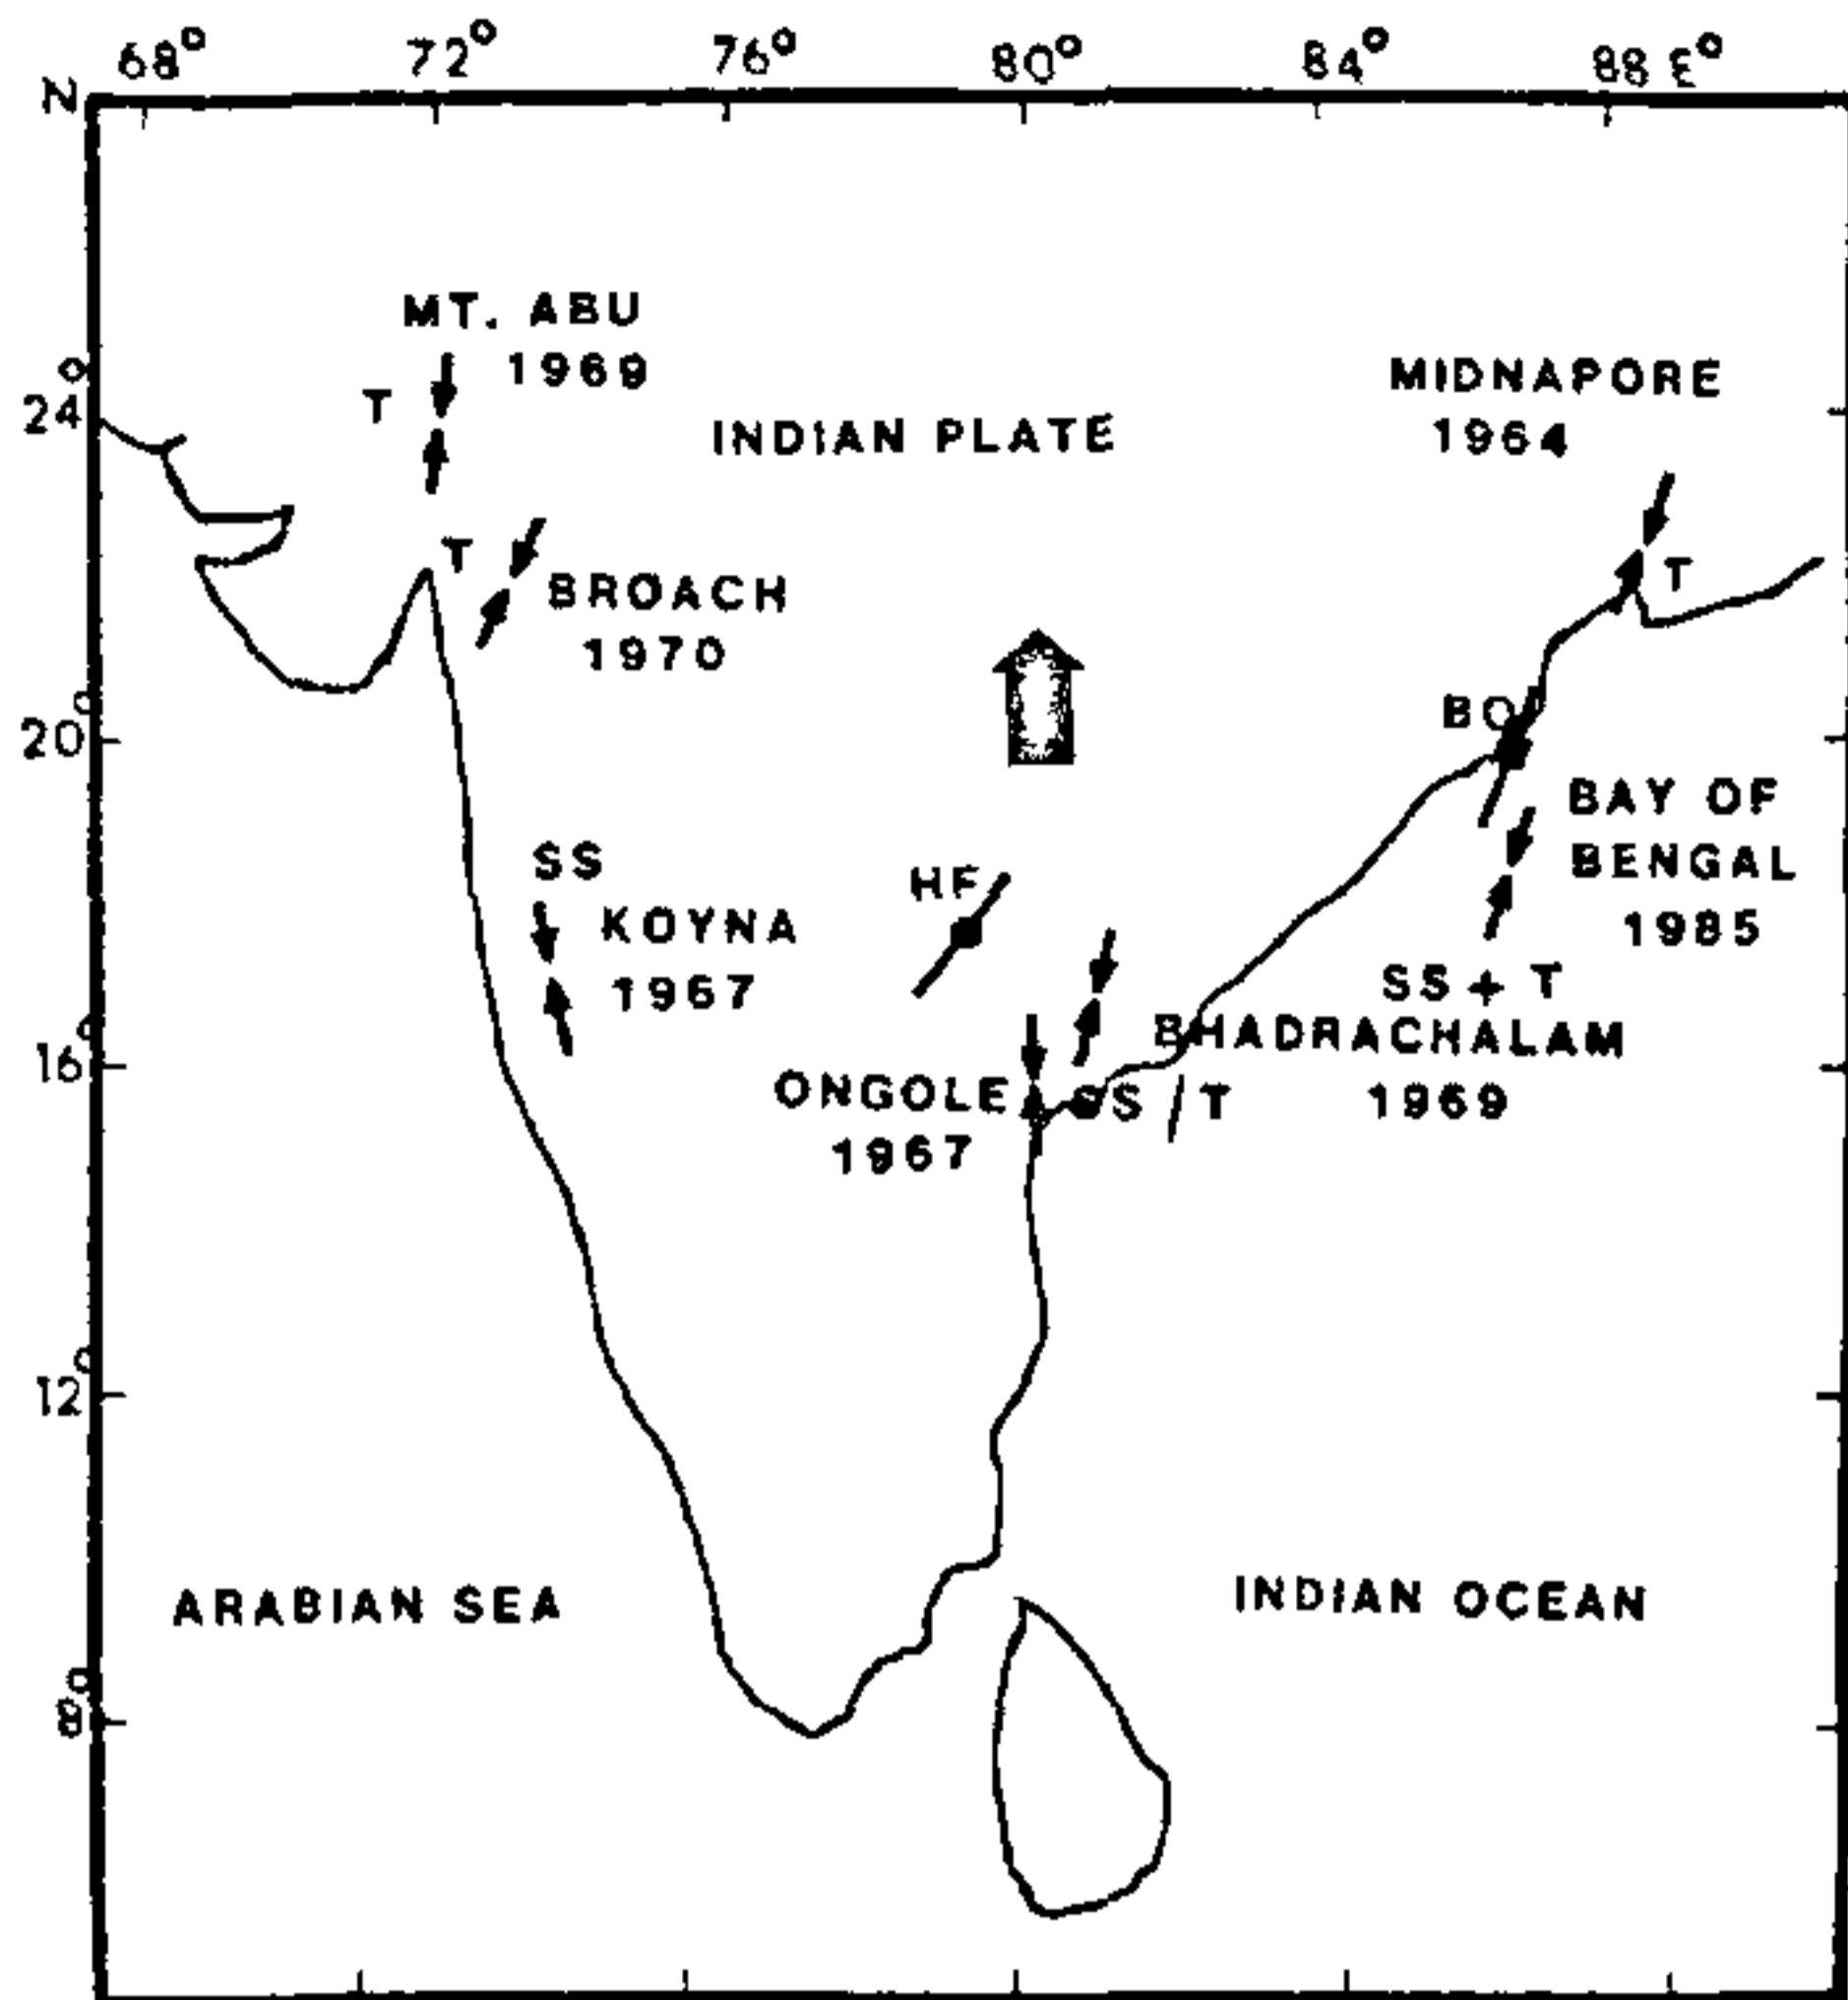 68° 72° 76° 80° 84° 88 E°
N
MT. ABU
1969
T
24°
INDIAN PLATE
MIDNAPORE
1964
T
T
BROACH
1970
20°
BO
BAY OF
BENGAL
1985
SS
KOYNA
1967
HF
SS + T
16°
BHADRACHALAM
1969
ONGOLE
1967
SS / T
12°
ARABIAN SEA
INDIAN OCEAN
8°